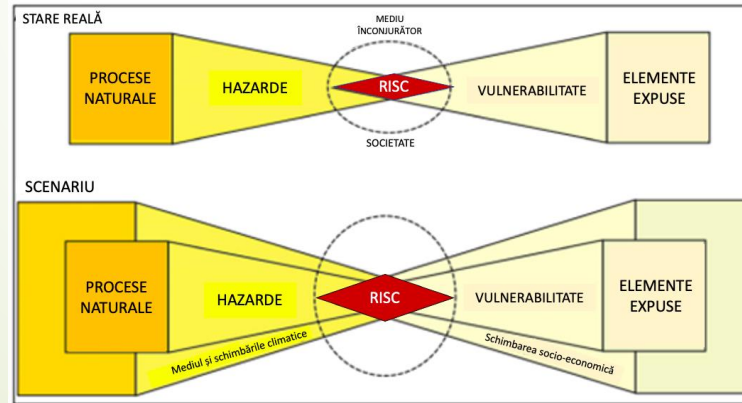 STARE REALĂ
MEDIU
ÎNCONJURĂTOR
PROCESE
NATURALE
HAZARDE
RISC
VULNERABILITATE
ELEMENTE
EXPUSE
SOCIETATE
SCENARIU
PROCESE
NATURALE
HAZARDE
RISC
VULNERABILITATE
ELEMENTE
EXPUSE
Mediul și schimbările climatice
Schimbarea socio-economică